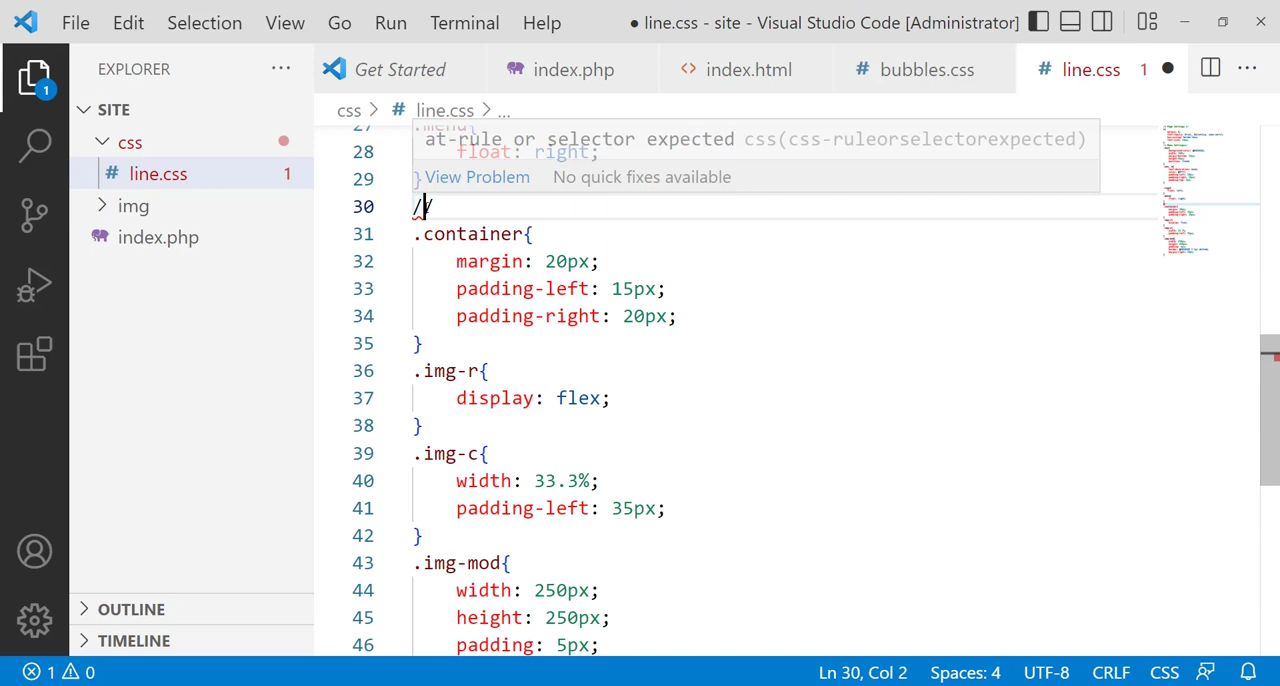 File Edit Selection View Go Run Terminal Help ● line.css - site - Visual Studio Code [Administrator]
EXPLORER ···
Get Started index.php <> index.html # bubbles.css # line.css 1 ● ···
SITE
css > # line.css > ...
css
# line.css 1
img
index.php
1
27 .menu{
at-rule or selector expected css(css-ruleorselectorexpected)
28 float: right;
View Problem No quick fixes available
29 }
30 //
31 .container{
32 margin: 20px;
33 padding-left: 15px;
34 padding-right: 20px;
35 }
36 .img-r{
37 display: flex;
38 }
39 .img-c{
40 width: 33.3%;
41 padding-left: 35px;
42 }
43 .img-mod{
44 width: 250px;
45 height: 250px;
46 padding: 5px;
OUTLINE
TIMELINE
1 0 Ln 30, Col 2 Spaces: 4 UTF-8 CRLF CSS